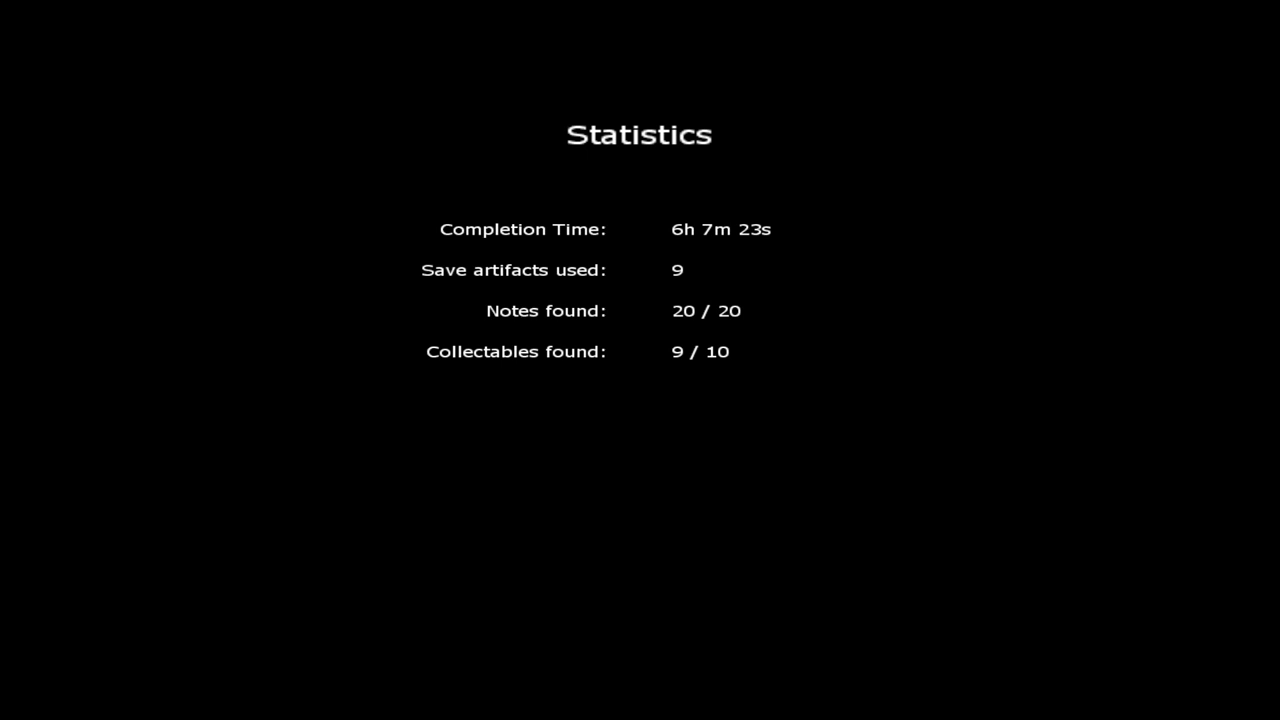 Statistics
Completion Time: 6h 7m 23s
Save artifacts used: 9
Notes found: 20 / 20
Collectables found: 9 / 10